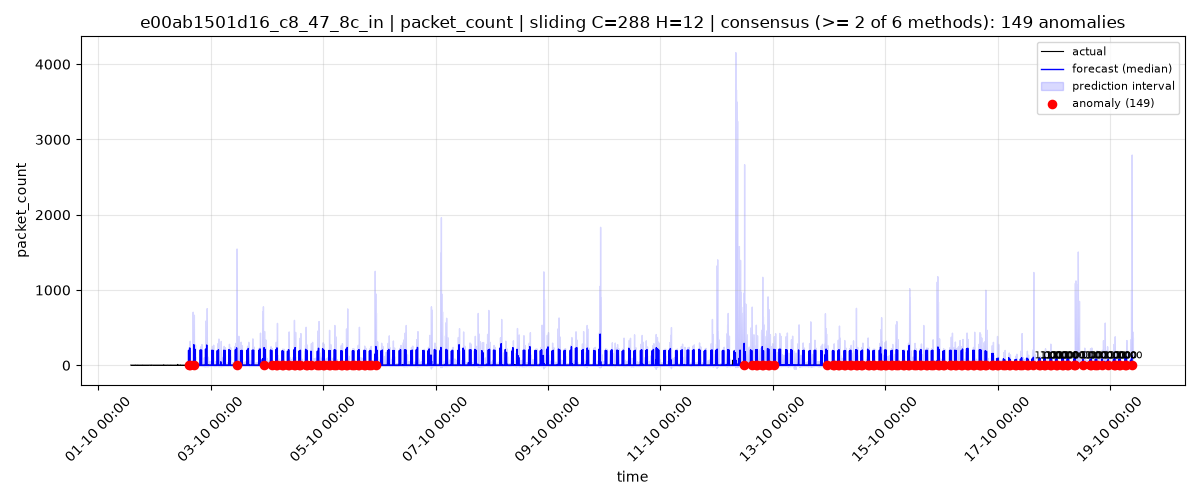 e00ab1501d16_c8_47_8c_in | packet_count | sliding C=288 H=12 | consensus (>= 2 of 6 methods): 149 anomalies
actual
forecast (median)
prediction interval
anomaly (149)
packet_count
4000
3000
2000
1000
0
01-10 00:00
03-10 00:00
05-10 00:00
07-10 00:00
09-10 00:00
11-10 00:00
13-10 00:00
15-10 00:00
17-10 00:00
19-10 00:00
time